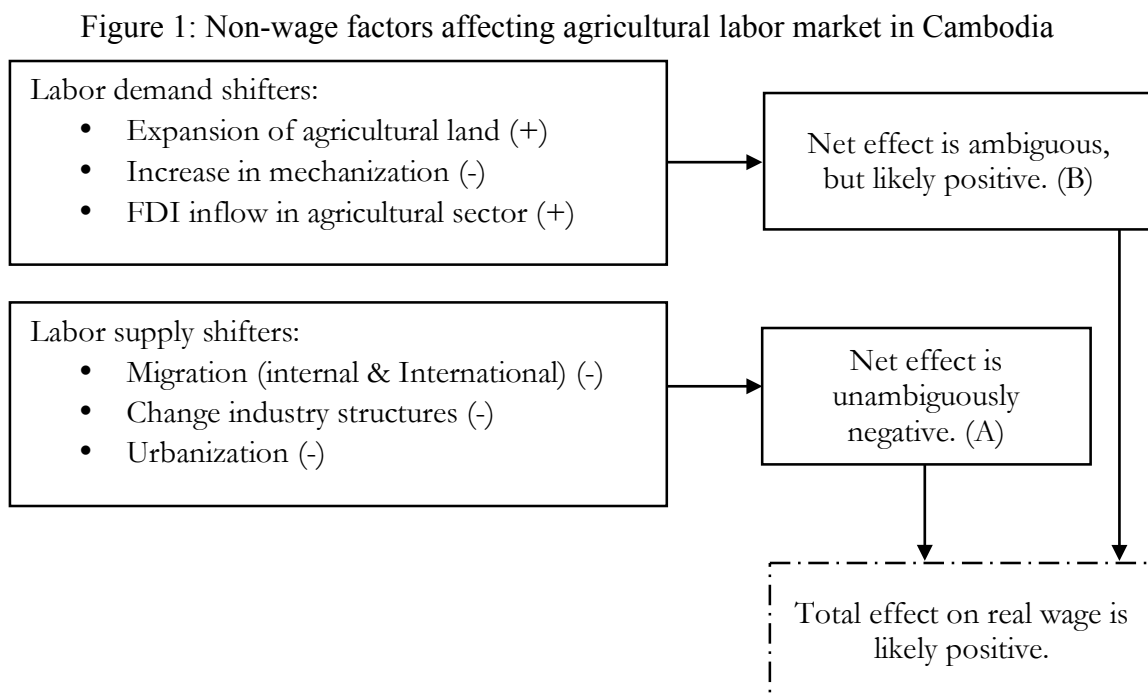 Figure 1: Non-wage factors affecting agricultural labor market in Cambodia
Labor demand shifters:
• Expansion of agricultural land (+)
• Increase in mechanization (-)
• FDI inflow in agricultural sector (+)
Net effect is ambiguous,
but likely positive. (B)
Labor supply shifters:
• Migration (internal & International) (-)
• Change industry structures (-)
• Urbanization (-)
Net effect is
unambiguously
negative. (A)
Total effect on real wage is
likely positive.